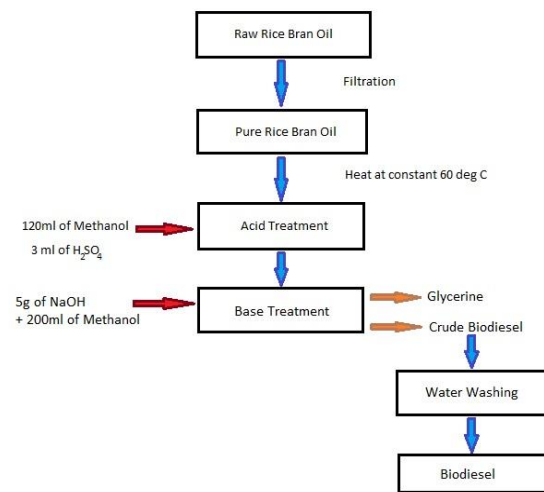 Raw Rice Bran Oil
Filtration
Pure Rice Bran Oil
Heat at constant 60 deg C
120ml of Methanol
3 ml of H2SO4
Acid Treatment
5g of NaOH
+ 200ml of Methanol
Base Treatment
Glycerine
Crude Biodiesel
Water Washing
Biodiesel